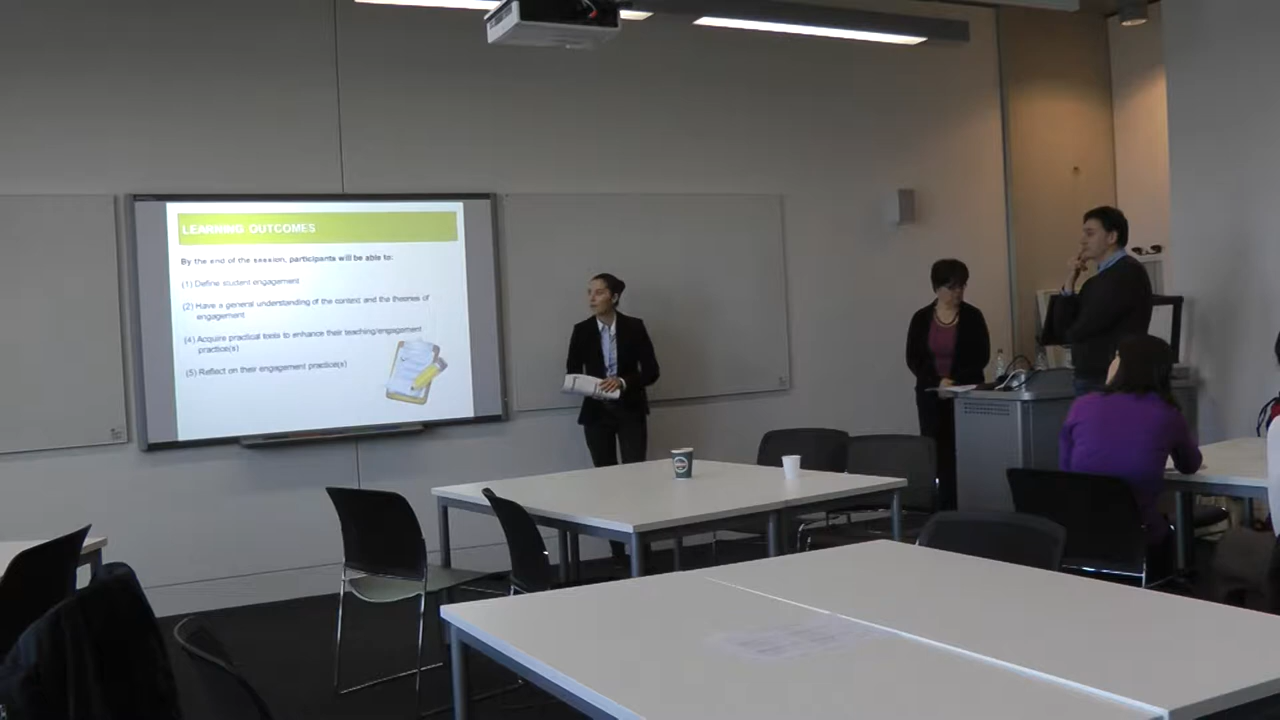 LEARNING OUTCOMES
By the end of the session, participants will be able to:
(1) Define student engagement
(2) Have a general understanding of the context and the theories of
engagement
(4) Acquire practical tools to enhance their teaching/engagement
practice(s)
(5) Reflect on their engagement practice(s)